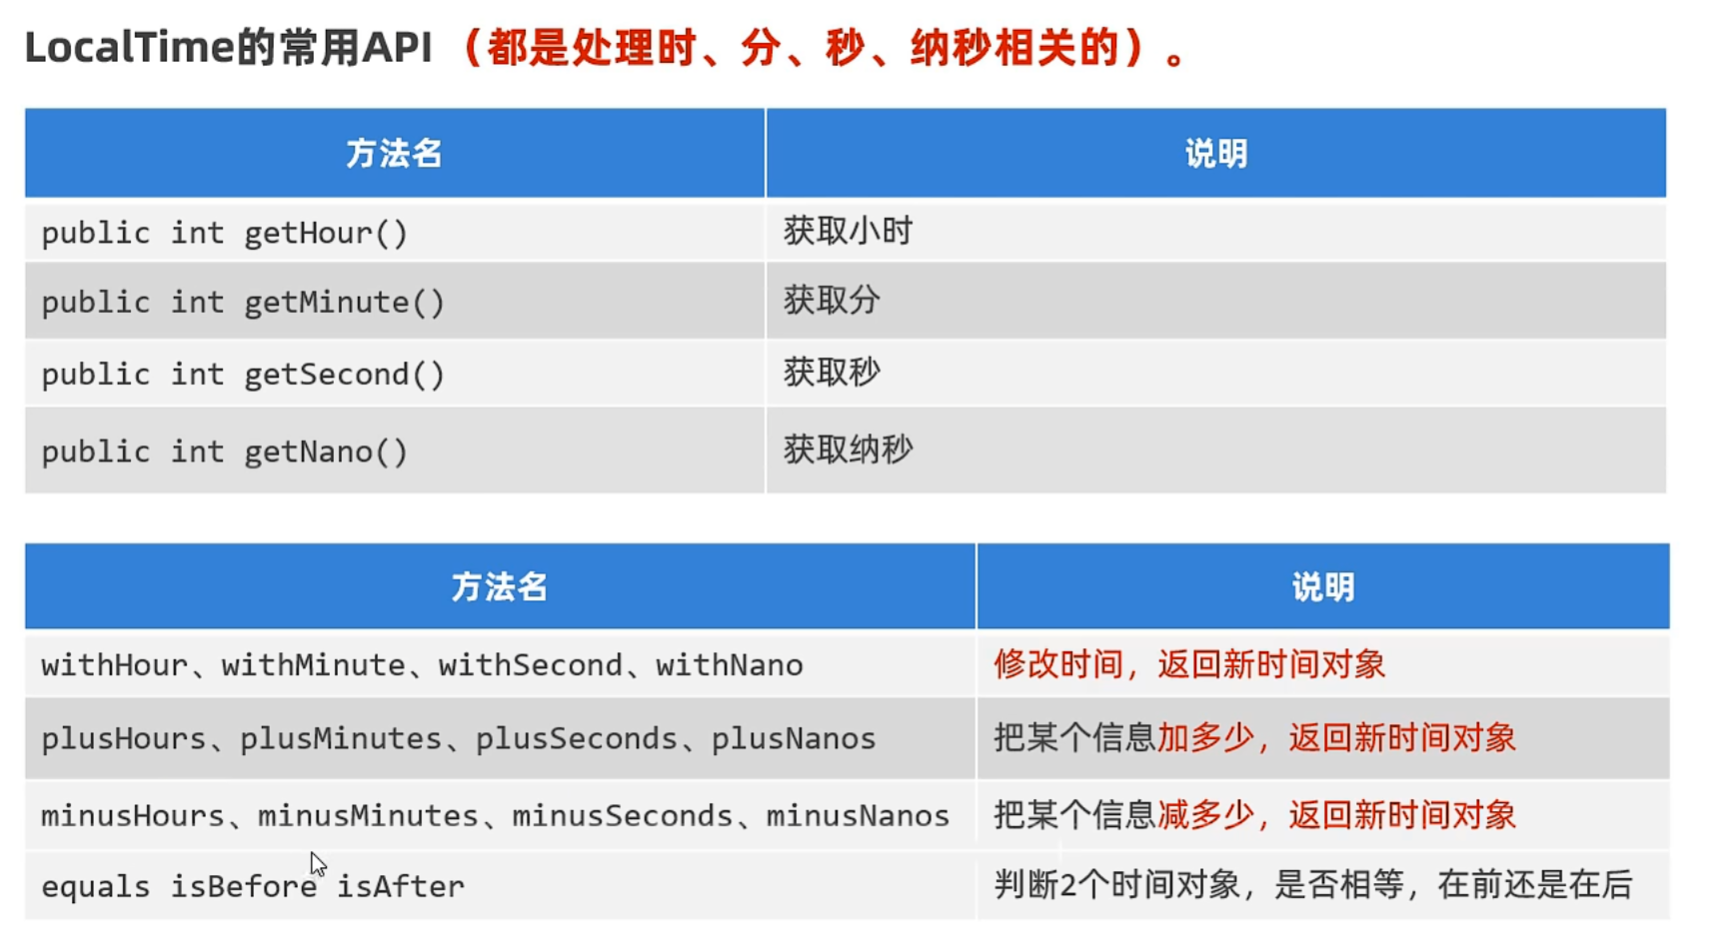 LocalTime的常用API（都是处理时、分、秒、纳秒相关的）。
方法名 说明
public int getHour() 获取小时
public int getMinute() 获取分
public int getSecond() 获取秒
public int getNano() 获取纳秒
方法名 说明
withHour、withMinute、withSecond、withNano 修改时间，返回新时间对象
plusHours、plusMinutes、plusSeconds、plusNanos 把某个信息加多少，返回新时间对象
minusHours、minusMinutes、minusSeconds、minusNanos 把某个信息减多少，返回新时间对象
equals isBefore isAfter 判断2个时间对象，是否相等，在前还是在后